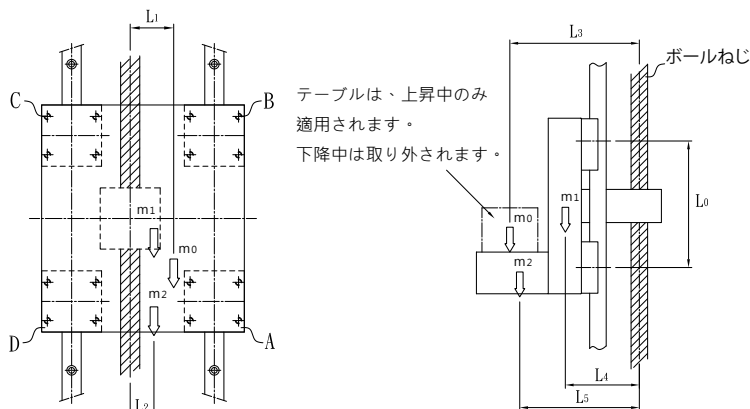 L1
C
B
m1
m0
m2
D
A
L2
テーブルは、上昇中のみ
適用されます。
下降中は取り外されます。
L3
ボールねじ
m1
L0
m0
m2
L4
L5